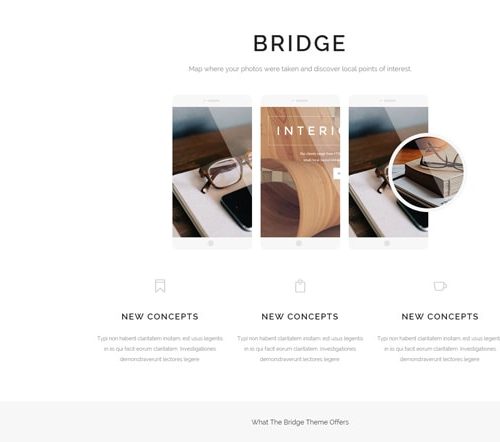 BRIDGE
Map where your photos were taken and discover local points of interest.
INTERIO
NEW CONCEPTS
NEW CONCEPTS
NEW CONCEPTS
Typi non habent claritatem insitam est usus legentis
in iis qui facit eorum claritatem. Investigationes
demonstraverunt lectores legere
Typi non habent claritatem insitam est usus legentis
in iis qui facit eorum claritatem. Investigationes
demonstraverunt lectores legere
Typi non habent claritatem insitam est usus legentis
in iis qui facit eorum claritatem. Investigationes
demonstraverunt lectores legere
What The Bridge Theme Offers